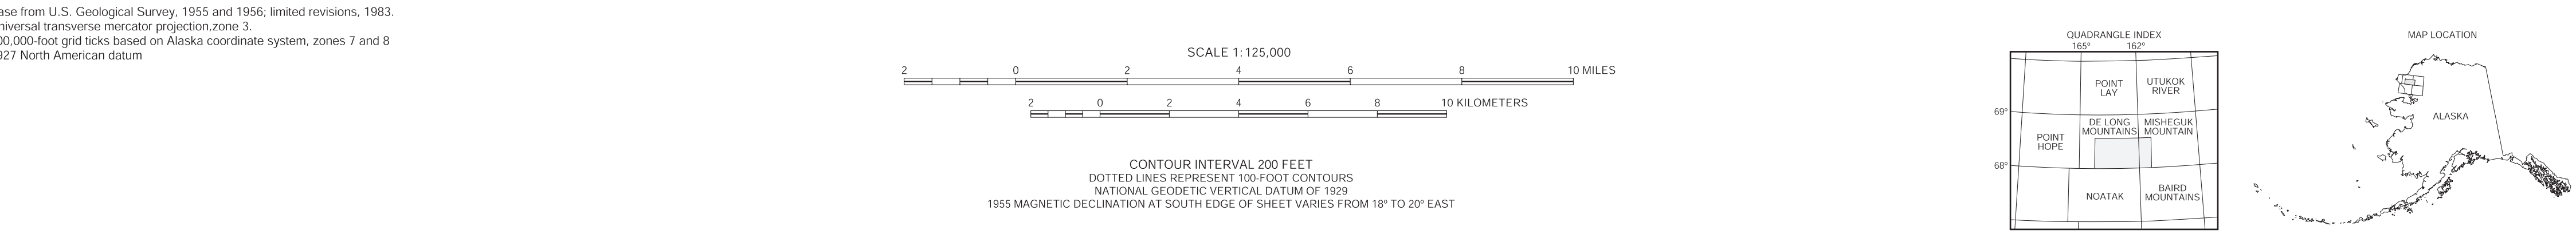 ase from U.S. Geological Survey, 1955 and 1956; limited revisions, 1983.
niversal transverse mercator projection,zone 3.
00,000-foot grid ticks based on Alaska coordinate system, zones 7 and 8
927 North American datum
SCALE 1:125,000
2 0 2 4 6 8 10 MILES
2 0 2 4 6 8 10 KILOMETERS
CONTOUR INTERVAL 200 FEET
DOTTED LINES REPRESENT 100-FOOT CONTOURS
NATIONAL GEODETIC VERTICAL DATUM OF 1929
1955 MAGNETIC DECLINATION AT SOUTH EDGE OF SHEET VARIES FROM 18° TO 20° EAST
QUADRANGLE INDEX
165° 162°
POINT
LAY
UTUKOK
RIVER
69°
DE LONG
MOUNTAINS
MISHEGUK
MOUNTAIN
POINT
HOPE
68°
NOATAK
BAIRD
MOUNTAINS
MAP LOCATION
ALASKA